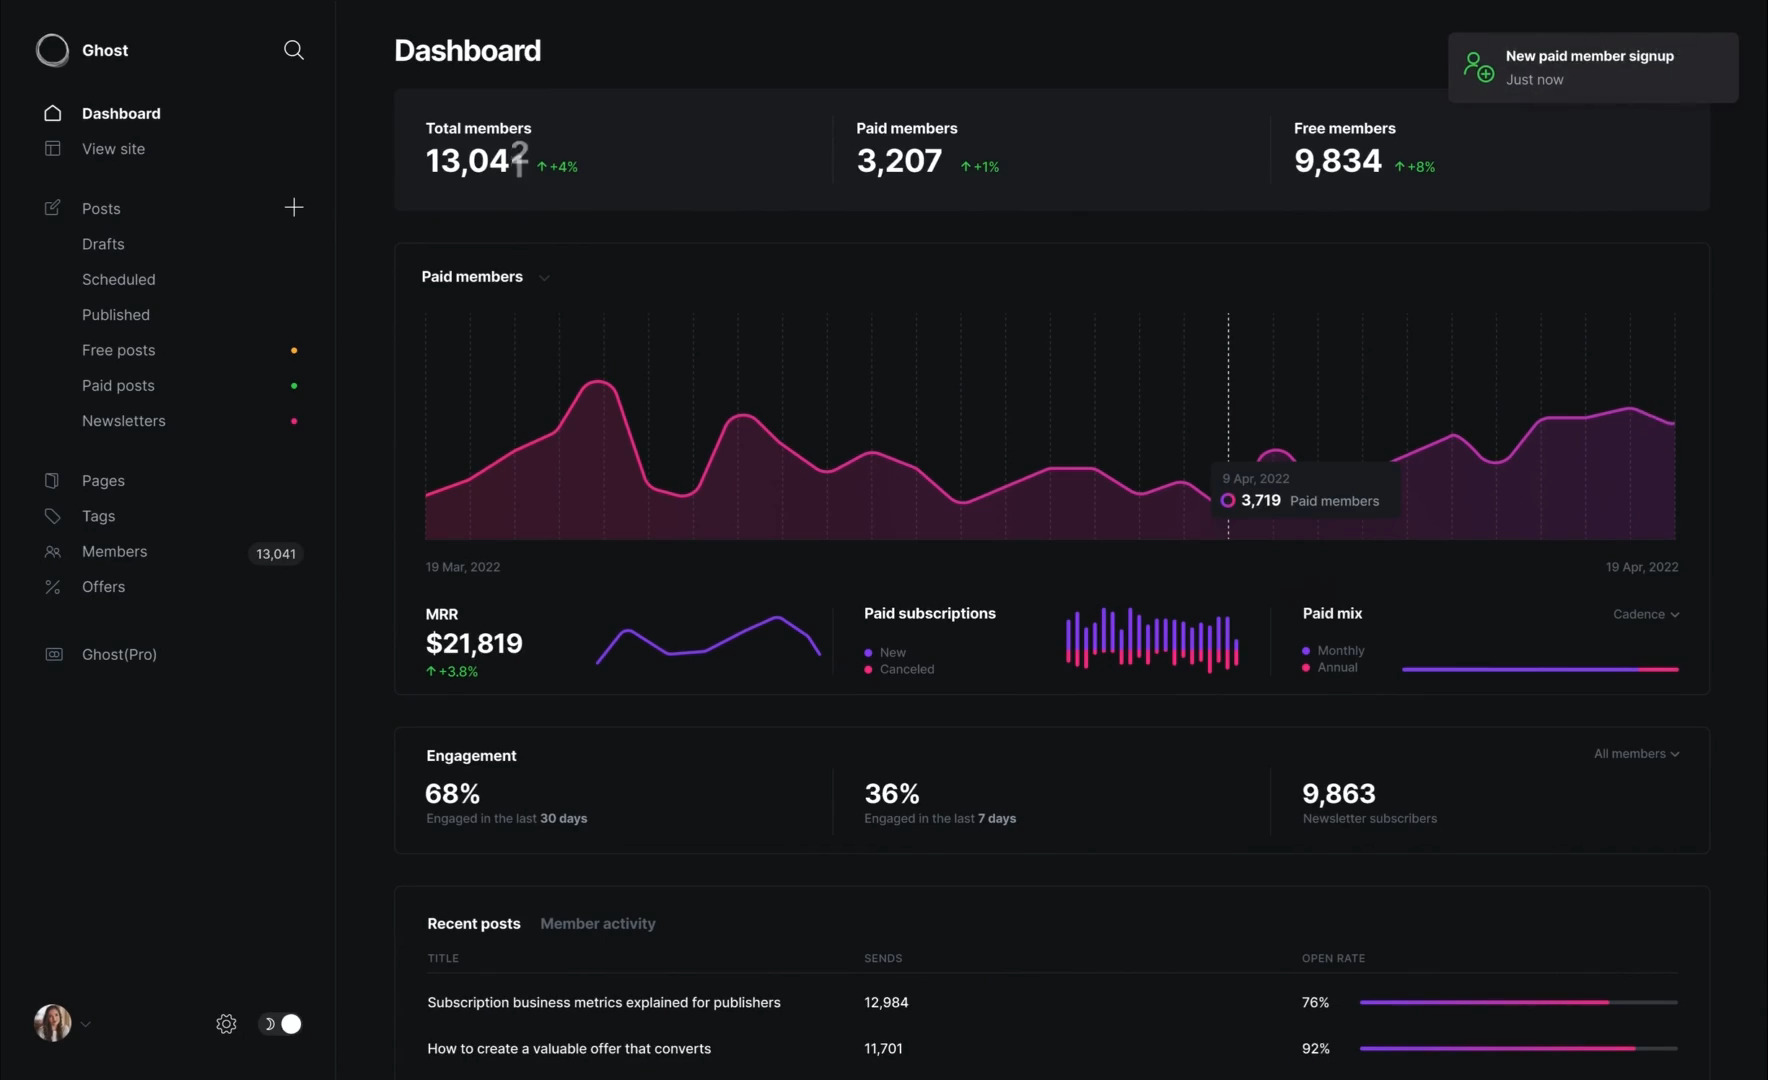 Ghost
Dashboard
View site
Posts
Drafts
Scheduled
Published
Free posts
Paid posts
Newsletters
Pages
Tags
Members 13,041
Offers
Ghost(Pro)
Dashboard
New paid member signup
Just now
Total members
13,04
+4%
Paid members
3,207 +1%
Free members
9,834 +8%
Paid members
9 Apr, 2022
3,719 Paid members
19 Mar, 2022 19 Apr, 2022
MRR
$21,819
+3.8%
Paid subscriptions
New
Canceled
Paid mix
Cadence
Monthly
Annual
Engagement
All members
68%
Engaged in the last 30 days
36%
Engaged in the last 7 days
9,863
Newsletter subscribers
Recent posts Member activity
TITLE SENDS OPEN RATE
Subscription business metrics explained for publishers 12,984 76%
How to create a valuable offer that converts 11,701 92%